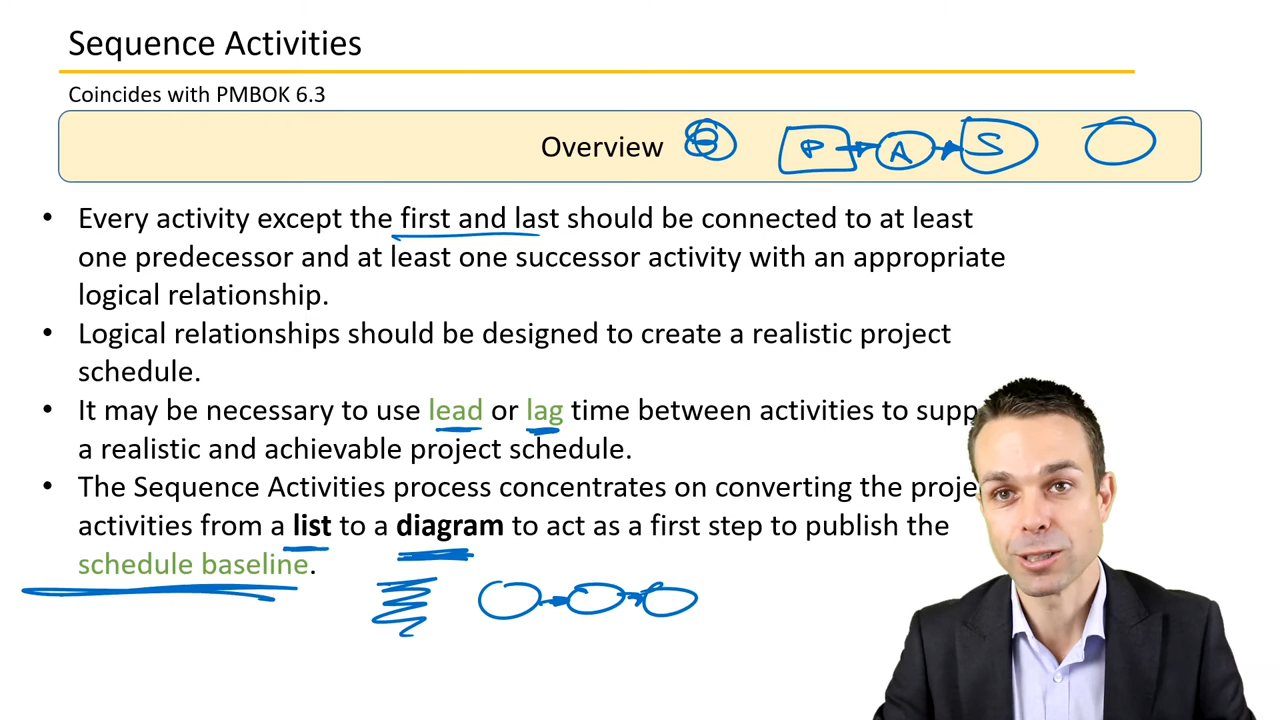 Sequence Activities
Coincides with PMBOK 6.3
Overview P A S
• Every activity except the first and last should be connected to at least
one predecessor and at least one successor activity with an appropriate
logical relationship.
• Logical relationships should be designed to create a realistic project
schedule.
• It may be necessary to use lead or lag time between activities to supp
a realistic and achievable project schedule.
• The Sequence Activities process concentrates on converting the proje
activities from a list to a diagram to act as a first step to publish the
schedule baseline.